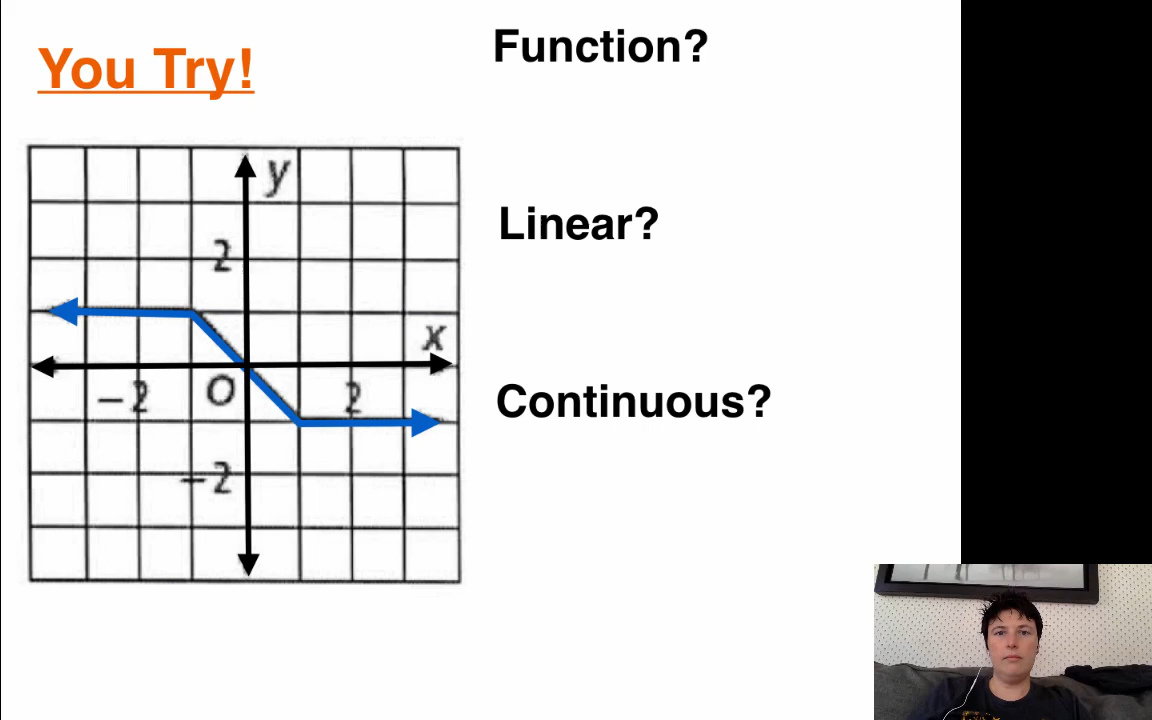 You Try!
Function?
Linear?
Continuous?
y
2
x
−2
O
2
−2